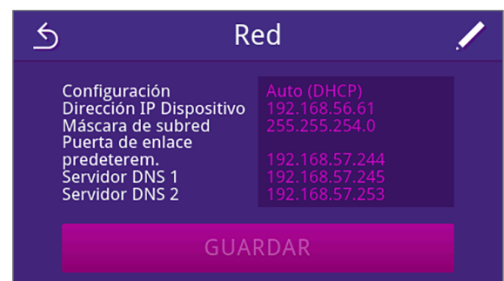 Red
Configuración Auto (DHCP)
Dirección IP Dispositivo 192.168.56.61
Máscara de subred 255.255.254.0
Puerta de enlace
predeterem. 192.168.57.244
Servidor DNS 1 192.168.57.245
Servidor DNS 2 192.168.57.253
GUARDAR